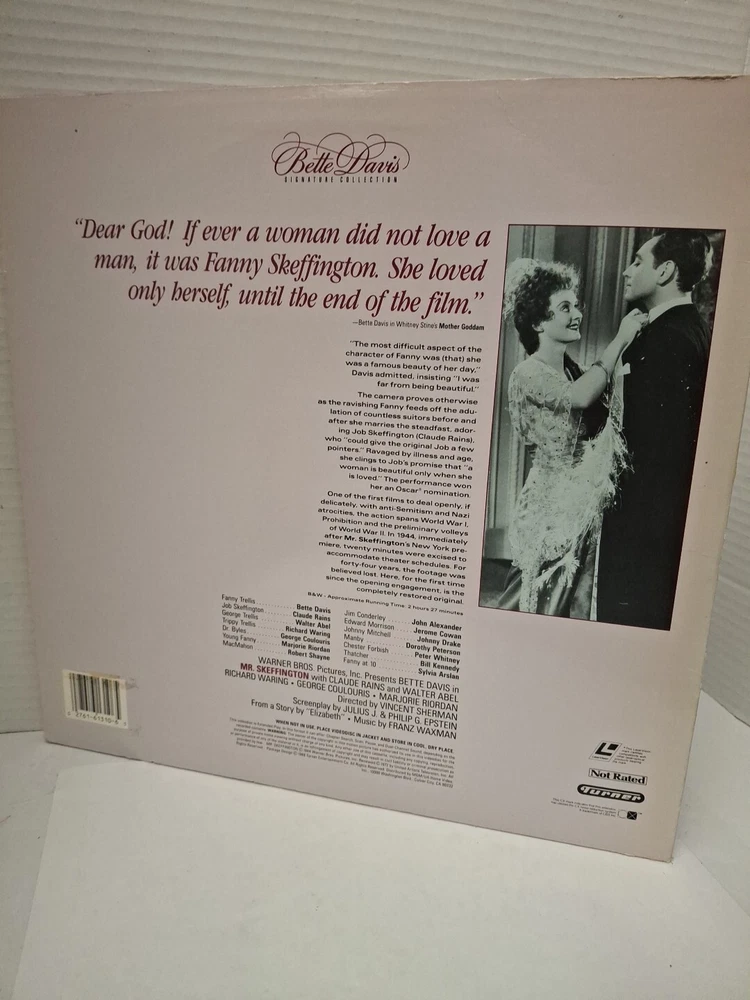 Bette Davis
SIGNATURE COLLECTION
“Dear God! If ever a woman did not love a
man, it was Fanny Skeffington. She loved
only herself, until the end of the film.”
—Bette Davis in Whitney Stine's Mother Goddam
“The most difficult aspect of the
character of Fanny was (that) she
was a famous beauty of her day,”
Davis admitted, insisting “I was
far from being beautiful.”
The camera proves otherwise
as the ravishing Fanny feeds off the adu-
lation of countless suitors before and
after she marries the steadfast, ador-
ing Job Skeffington (Claude Rains),
who “could give the original Job a few
pointers.” Ravaged by illness and age,
she clings to Job's promise that “a
woman is beautiful only when she
is loved.” The performance won
her an Oscar® nomination.
One of the first films to deal openly, if
delicately, with anti-Semitism and Nazi
atrocities, the action spans World War I,
Prohibition and the preliminary volleys
of World War II. In 1944, immediately
after Mr. Skeffington's New York pre-
miere, twenty minutes were excised to
accommodate theater schedules. For
forty-four years, the footage was
believed lost. Here, for the first time
since the opening engagement, is the
completely restored original.
B&W - Approximate Running Time: 2 hours 27 minutes
Fanny Trellis Bette Davis
Job Skeffington Claude Rains
George Trellis Walter Abel
Trippy Trellis Richard Waring
Dr. Byles George Coulouris
Young Fanny Marjorie Riordan
MacMahon Robert Shayne
Jim Conderley John Alexander
Edward Morrison Jerome Cowan
Johnny Mitchell Johnny Drake
Manby Dorothy Peterson
Chester Forbish Peter Whitney
Thatcher Bill Kennedy
Fanny at 10 Sylvia Arslan
WARNER BROS. Pictures, Inc. Presents BETTE DAVIS in
MR. SKEFFINGTON with CLAUDE RAINS and WALTER ABEL
RICHARD WARING • GEORGE COULOURIS • MARJORIE RIORDAN
Directed by VINCENT SHERMAN
Screenplay by JULIUS J. & PHILIP G. EPSTEIN
From a Story by “Elizabeth” • Music by FRANZ WAXMAN
WHEN NOT IN USE, PLACE VIDEODISC IN JACKET AND STORE IN COOL, DRY PLACE.
Not Rated
Turner